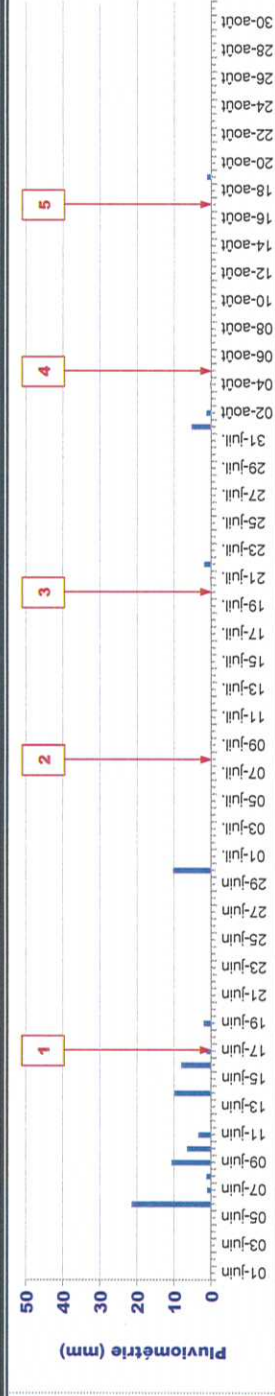 Pluviométrie (mm)
50
40
30
20
10
0
1
2
3
4
5
01-juin
03-juin
05-juin
07-juin
09-juin
11-juin
13-juin
15-juin
17-juin
19-juin
21-juin
23-juin
25-juin
27-juin
29-juin
01-juil.
03-juil.
05-juil.
07-juil.
09-juil.
11-juil.
13-juil.
15-juil.
17-juil.
19-juil.
21-juil.
23-juil.
25-juil.
27-juil.
29-juil.
31-juil.
02-août
04-août
06-août
08-août
10-août
12-août
14-août
16-août
18-août
20-août
22-août
24-août
26-août
28-août
30-août